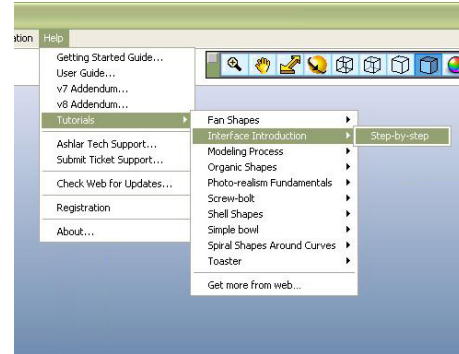 ation Help
Getting Started Guide...
User Guide...
v7 Addendum...
v8 Addendum...
Tutorials
Ashlar Tech Support...
Submit Ticket Support...
Check Web for Updates...
Registration
About...
Fan Shapes
Interface Introduction
Modeling Process
Organic Shapes
Photo-realism Fundamentals
Screw-bolt
Shell Shapes
Simple bowl
Spiral Shapes Around Curves
Toaster
Get more from web...
Step-by-step